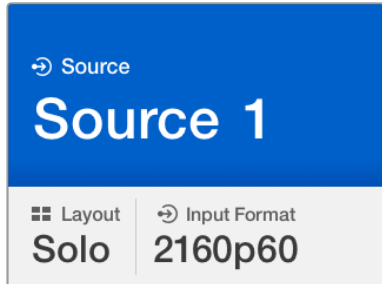 Source
Source 1
Layout
Input Format
Solo
2160p60